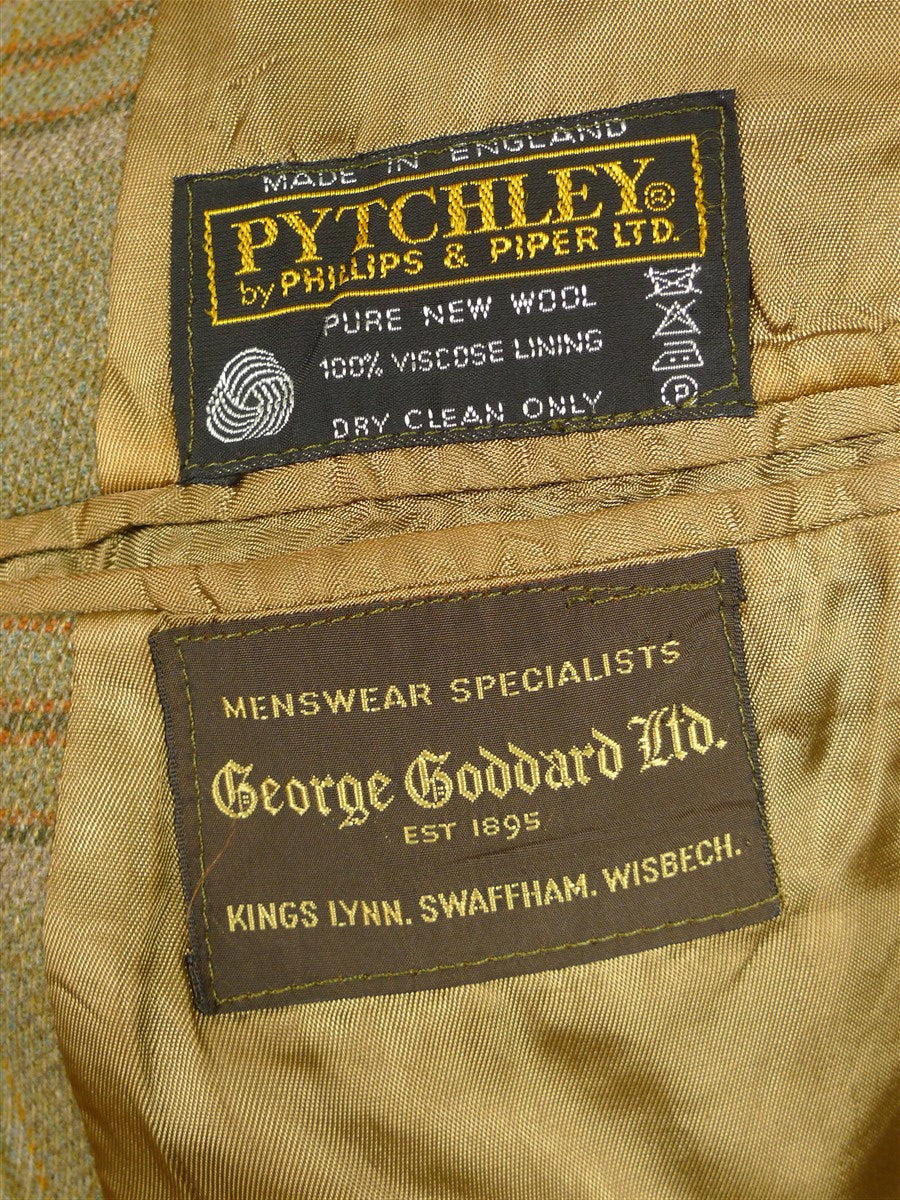 MADE IN ENGLAND
PYTCHLEY®
by PHILLIPS & PIPER LTD.
PURE NEW WOOL
100% VISCOSE LINING
DRY CLEAN ONLY
P
MENSWEAR SPECIALISTS
George Goddard Ltd.
EST 1895
KINGS LYNN. SWAFFHAM. WISBECH.